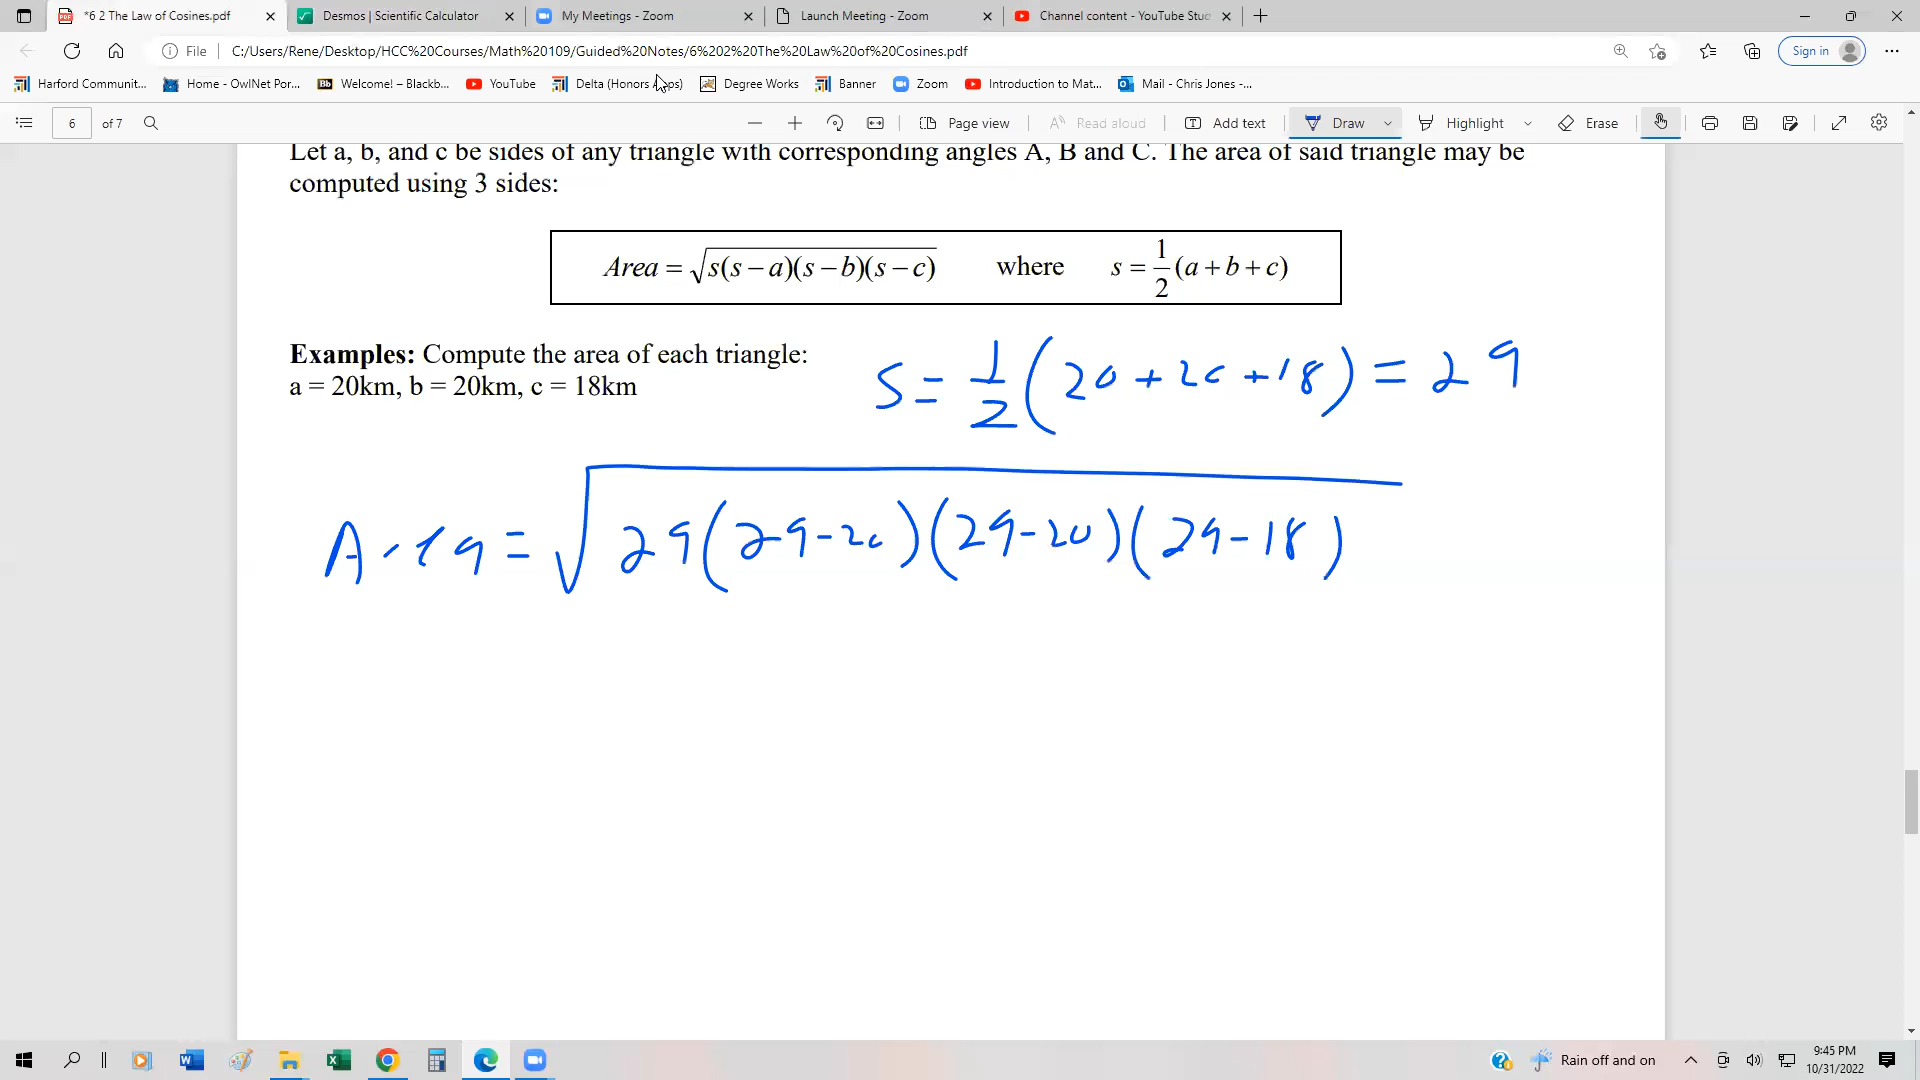 *6 2 The Law of Cosines.pdf
Desmos | Scientific Calculator
My Meetings - Zoom
Launch Meeting - Zoom
Channel content - YouTube Stuc
File C:/Users/Rene/Desktop/HCC%20Courses/Math%20109/Guided%20Notes/6%202%20The%20Law%20of%20Cosines.pdf Sign in
Harford Communit... Home - OwlNet Por... Bb Welcome! – Blackb... YouTube Delta (Honors Apps) Degree Works Banner Zoom Introduction to Mat... Mail - Chris Jones -...
6 of 7 Page view Read aloud Add text Draw Highlight Erase
Let a, b, and c be sides of any triangle with corresponding angles A, B and C. The area of said triangle may be
computed using 3 sides:
Area = √s(s − a)(s − b)(s − c) where s = 1/2 (a + b + c)
Examples: Compute the area of each triangle:
a = 20km, b = 20km, c = 18km
S = 1/2 (20 + 20 + 18) = 29
Area = √29(29-20)(29-20)(29-18)
Rain off and on
9:45 PM
10/31/2022